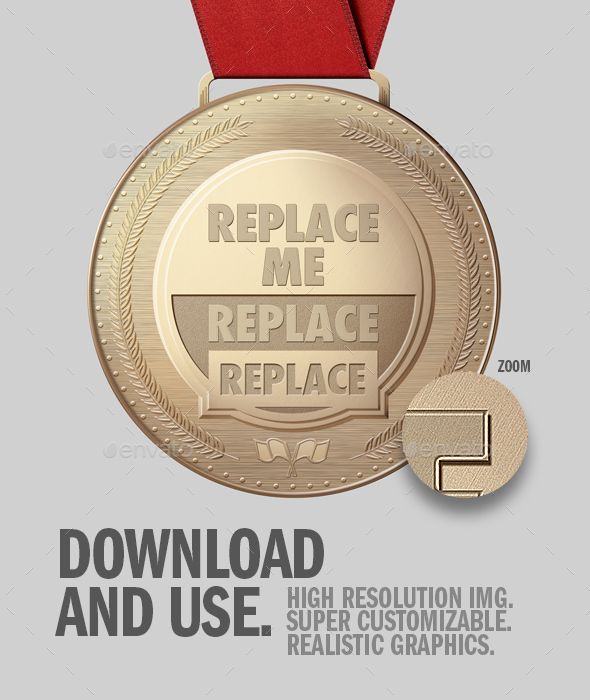 REPLACE
ME
REPLACE
REPLACE
ZOOM
DOWNLOAD
AND USE.
HIGH RESOLUTION IMG.
SUPER CUSTOMIZABLE.
REALISTIC GRAPHICS.
envato
envato
envato
envato